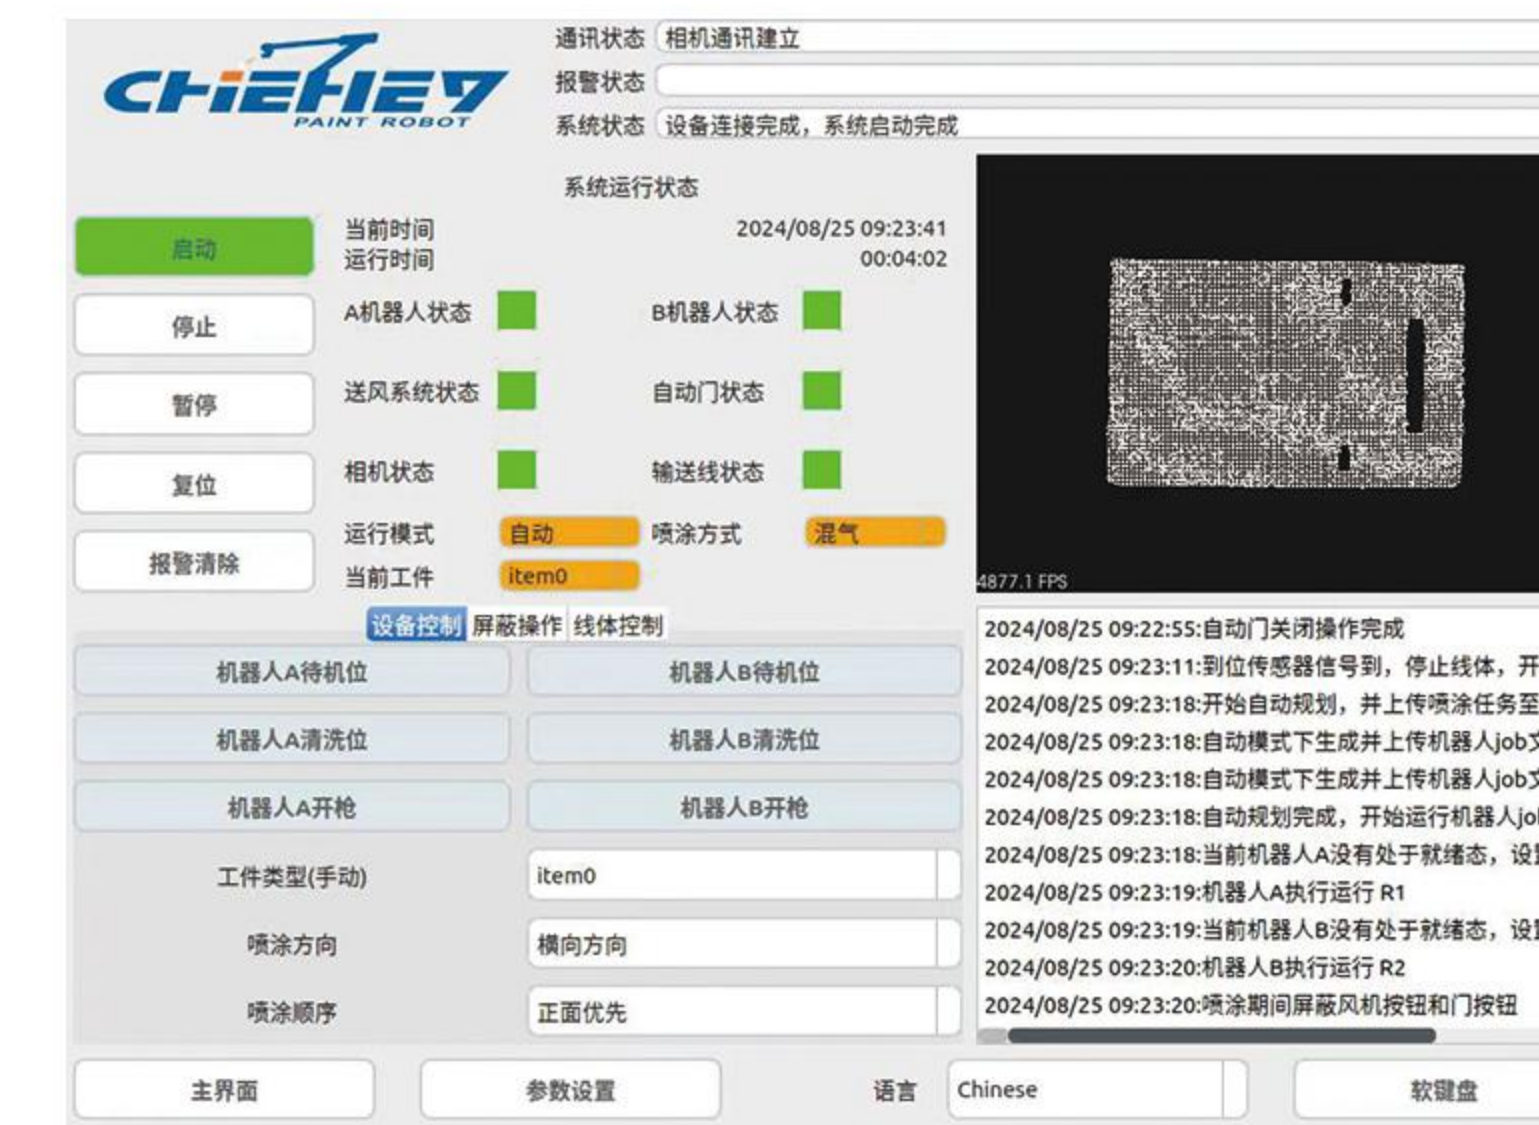 CHIEFIEY
PAINT ROBOT
通讯状态 相机通讯建立
报警状态
系统状态 设备连接完成，系统启动完成
系统运行状态
启动
停止
暂停
复位
报警清除
当前时间 2024/08/25 09:23:41
运行时间 00:04:02
A机器人状态 B机器人状态
送风系统状态 自动门状态
相机状态 输送线状态
运行模式 自动 喷涂方式 混气
当前工件 item0
4877.1 FPS
设备控制 屏蔽操作 线体控制
机器人A待机位 机器人B待机位
机器人A清洗位 机器人B清洗位
机器人A开枪 机器人B开枪
工件类型(手动) item0
喷涂方向 横向方向
喷涂顺序 正面优先
2024/08/25 09:22:55:自动门关闭操作完成
2024/08/25 09:23:11:到位传感器信号到，停止线体，开
2024/08/25 09:23:18:开始自动规划，并上传喷涂任务至
2024/08/25 09:23:18:自动模式下生成并上传机器人job文
2024/08/25 09:23:18:自动模式下生成并上传机器人job文
2024/08/25 09:23:18:自动规划完成，开始运行机器人job
2024/08/25 09:23:18:当前机器人A没有处于就绪态，设置
2024/08/25 09:23:19:机器人A执行运行 R1
2024/08/25 09:23:19:当前机器人B没有处于就绪态，设置
2024/08/25 09:23:20:机器人B执行运行 R2
2024/08/25 09:23:20:喷涂期间屏蔽风机按钮和门按钮
主界面 参数设置 语言 Chinese 软键盘